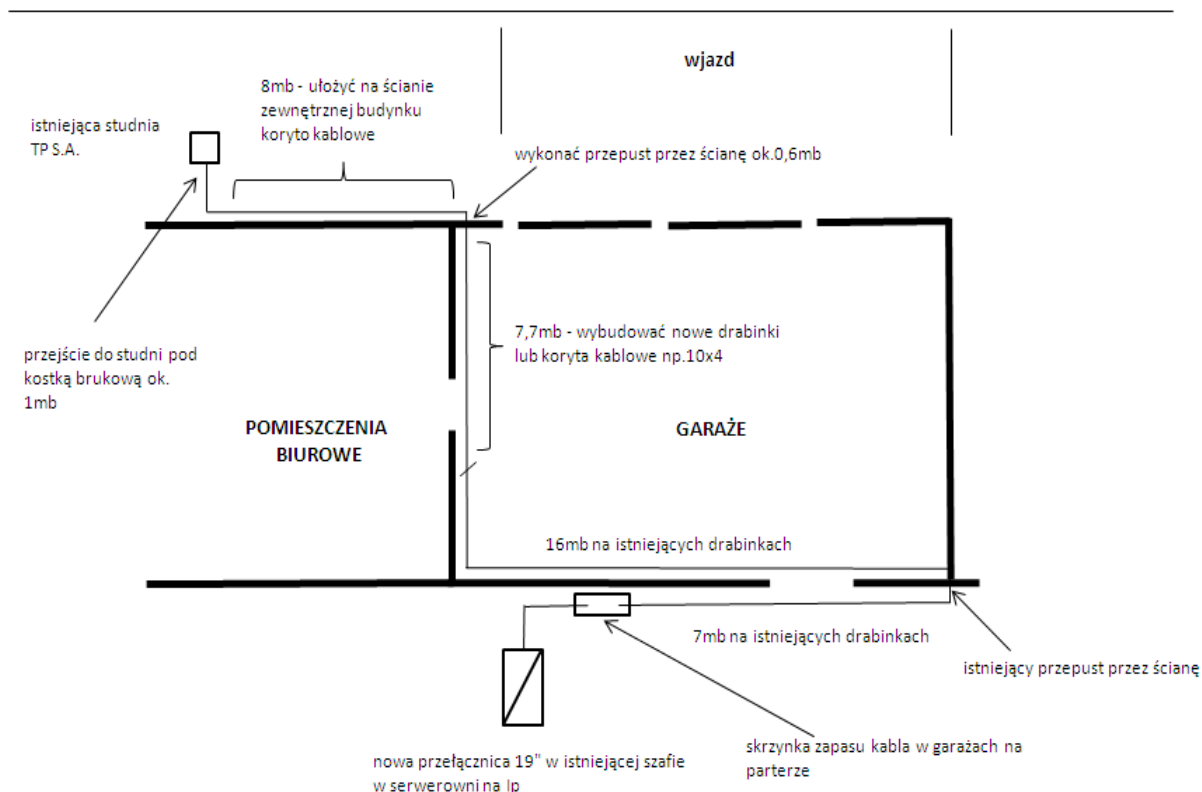 wjazd
8mb - ułożyć na ścianie
zewnętrznej budynku
koryto kablowe
istniejąca studnia
TP S.A.
wykonać przepust przez ścianę ok.0,6mb
7,7mb - wybudować nowe drabinki
lub koryta kablowe np.10x4
przejście do studni pod
kostką brukową ok.
1mb
POMIESZCZENIA
BIUROWE
GARAŻE
16mb na istniejących drabinkach
7mb na istniejących drabinkach
istniejący przepust przez ścianę
skrzynka zapasu kabla w garażach na
parterze
nowa przełącznica 19" w istniejącej szafie
w serwerowni na Ip